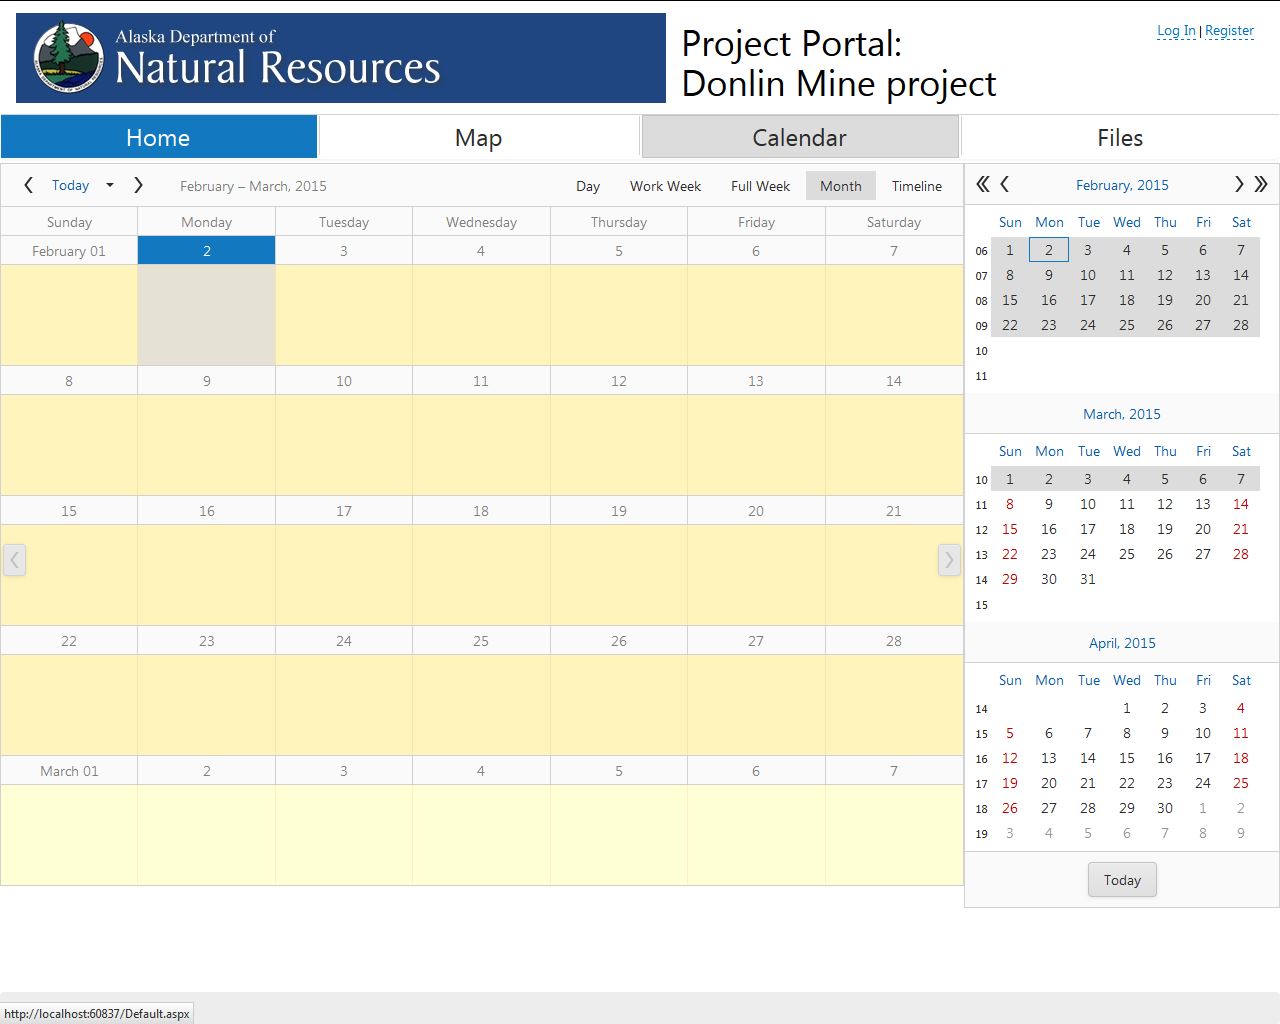 Alaska Department of
Natural Resources
Project Portal:
Donlin Mine project
Log In | Register
Home Map Calendar Files
Today February – March, 2015 Day Work Week Full Week Month Timeline
Sunday Monday Tuesday Wednesday Thursday Friday Saturday
February 01 2 3 4 5 6 7
8 9 10 11 12 13 14
15 16 17 18 19 20 21
22 23 24 25 26 27 28
March 01 2 3 4 5 6 7
February, 2015
Sun Mon Tue Wed Thu Fri Sat
06 1 2 3 4 5 6 7
07 8 9 10 11 12 13 14
08 15 16 17 18 19 20 21
09 22 23 24 25 26 27 28
10
11
March, 2015
Sun Mon Tue Wed Thu Fri Sat
10 1 2 3 4 5 6 7
11 8 9 10 11 12 13 14
12 15 16 17 18 19 20 21
13 22 23 24 25 26 27 28
14 29 30 31
15
April, 2015
Sun Mon Tue Wed Thu Fri Sat
14 1 2 3 4
15 5 6 7 8 9 10 11
16 12 13 14 15 16 17 18
17 19 20 21 22 23 24 25
18 26 27 28 29 30 1 2
19 3 4 5 6 7 8 9
Today
http://localhost:60837/Default.aspx